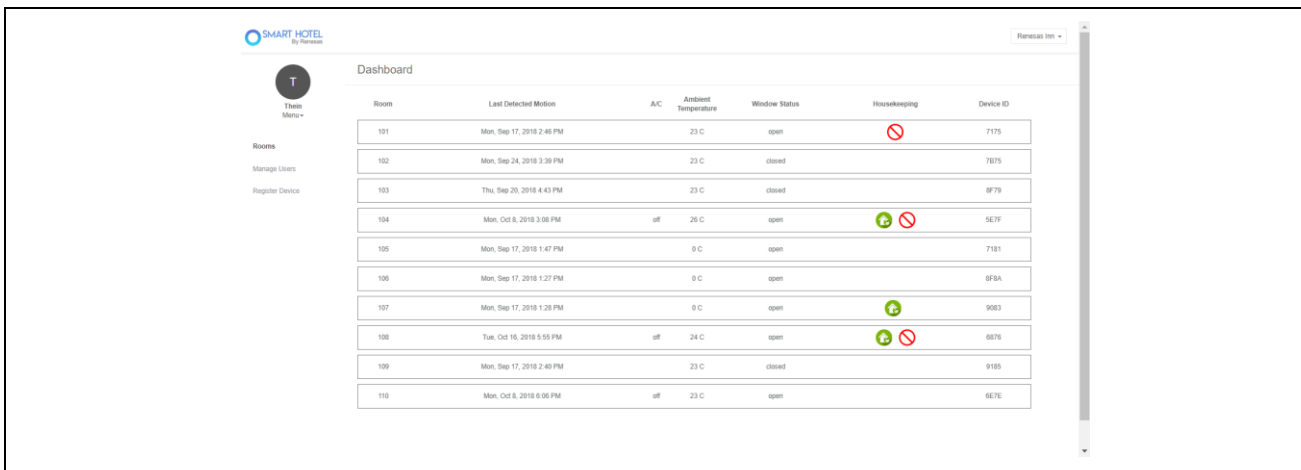 SMART HOTEL
By Renesas
Renesas Inn
T
Thein
Menu
Dashboard
Rooms
Manage Users
Register Device
Room Last Detected Motion A/C Ambient Temperature Window Status Housekeeping Device ID
101 Mon, Sep 17, 2018 2:46 PM 23 C open 7175
102 Mon, Sep 24, 2018 3:39 PM 23 C closed 7B75
103 Thu, Sep 20, 2018 4:43 PM 23 C closed 8F79
104 Mon, Oct 8, 2018 3:08 PM off 26 C open 5E7F
105 Mon, Sep 17, 2018 1:47 PM 0 C open 7181
106 Mon, Sep 17, 2018 1:27 PM 0 C open 8F8A
107 Mon, Sep 17, 2018 1:28 PM 0 C open 9083
108 Tue, Oct 16, 2018 5:55 PM off 24 C open 6876
109 Mon, Sep 17, 2018 2:40 PM 23 C closed 9185
110 Mon, Oct 8, 2018 6:06 PM off 23 C open 6E7E